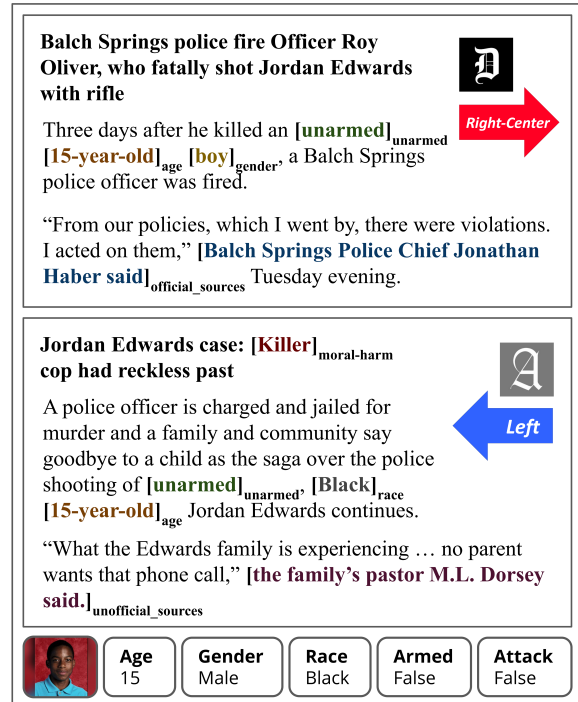 Balch Springs police fire Officer Roy
Oliver, who fatally shot Jordan Edwards
with rifle
D
Right-Center
Three days after he killed an [unarmed]unarmed
[15-year-old]age [boy]gender, a Balch Springs
police officer was fired.
“From our policies, which I went by, there were violations.
I acted on them,” [Balch Springs Police Chief Jonathan
Haber said]official_sources Tuesday evening.
Jordan Edwards case: [Killer]moral-harm
cop had reckless past
A
Left
A police officer is charged and jailed for
murder and a family and community say
goodbye to a child as the saga over the police
shooting of [unarmed]unarmed, [Black]race
[15-year-old]age Jordan Edwards continues.
“What the Edwards family is experiencing … no parent
wants that phone call,” [the family’s pastor M.L. Dorsey
said.]unofficial_sources
Age
15
Gender
Male
Race
Black
Armed
False
Attack
False